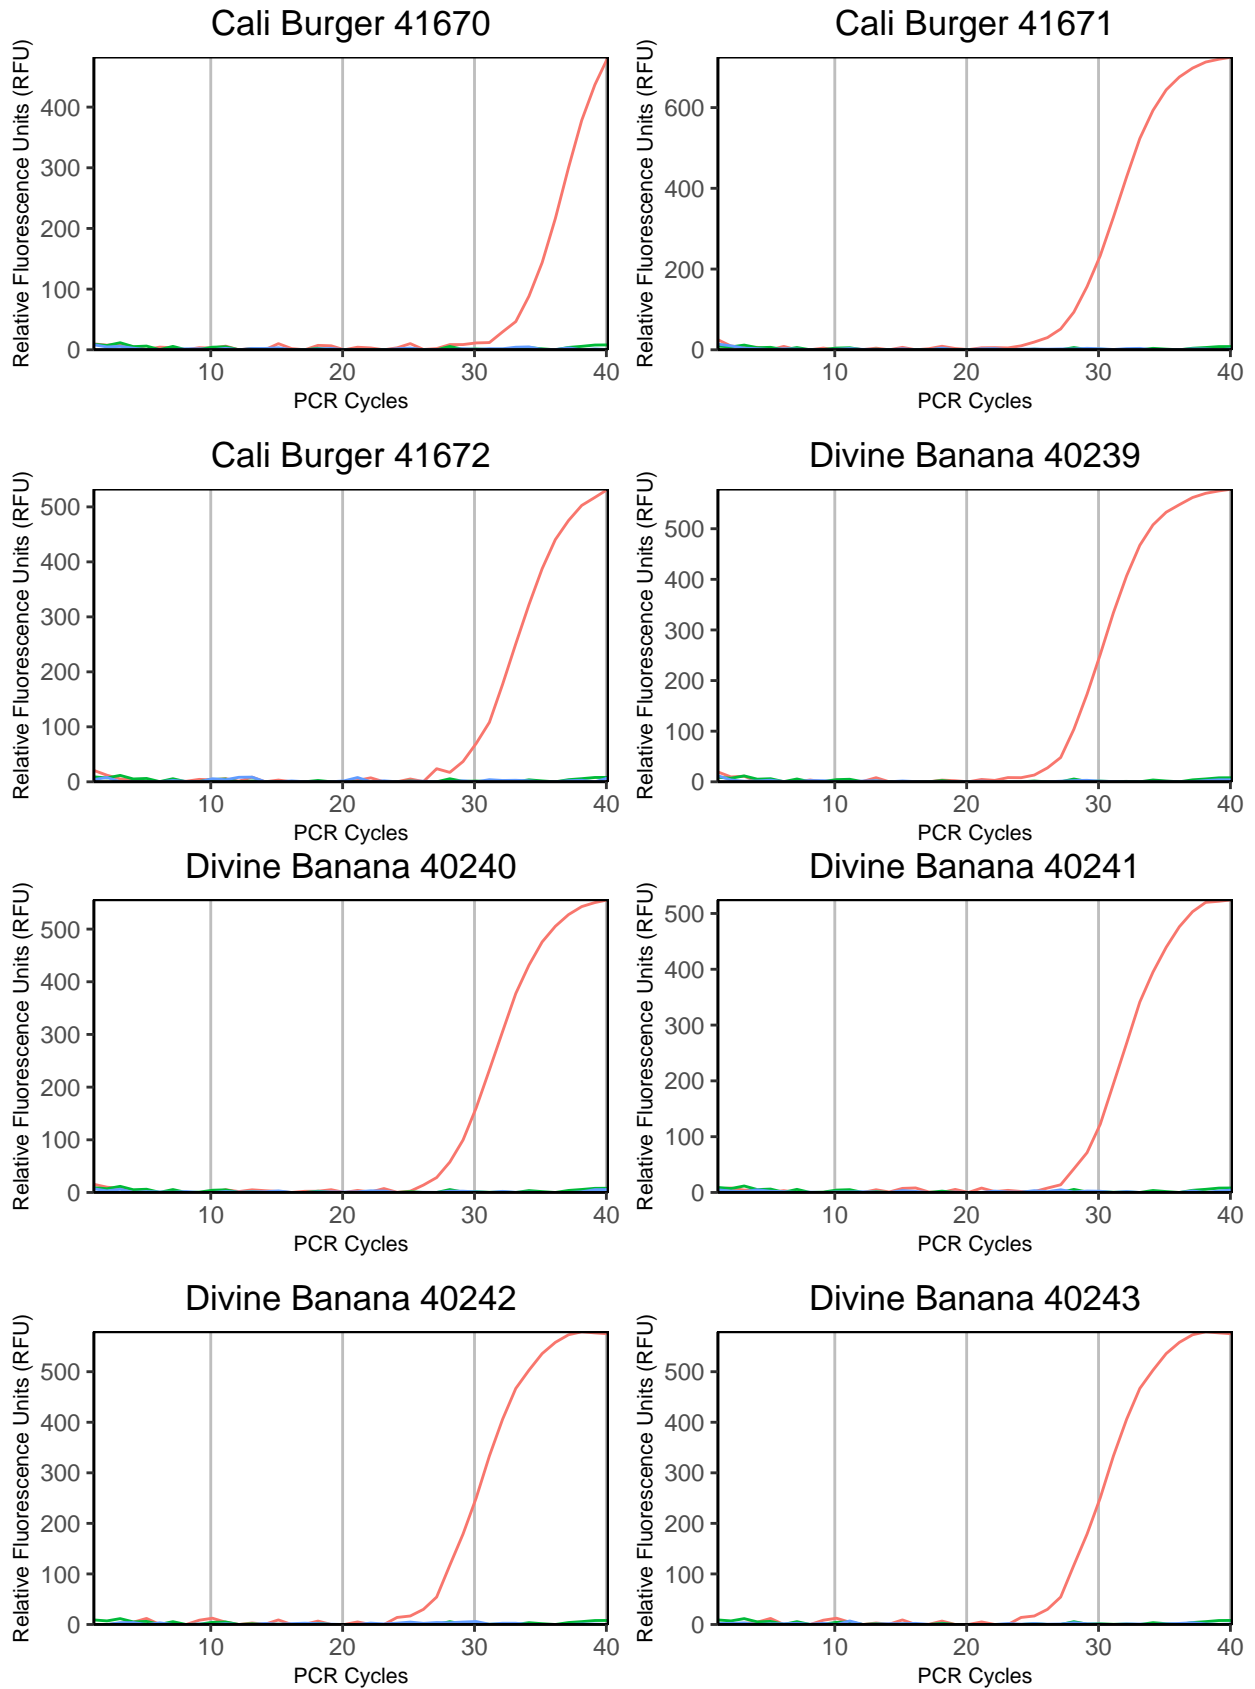 Cali Burger 41670
Relative Fluorescence Units (RFU)
400
300
200
100
0
10 20 30 40
PCR Cycles
Cali Burger 41671
Relative Fluorescence Units (RFU)
600
400
200
0
10 20 30 40
PCR Cycles
Cali Burger 41672
Relative Fluorescence Units (RFU)
500
400
300
200
100
0
10 20 30 40
PCR Cycles
Divine Banana 40239
Relative Fluorescence Units (RFU)
500
400
300
200
100
0
10 20 30 40
PCR Cycles
Divine Banana 40240
Relative Fluorescence Units (RFU)
500
400
300
200
100
0
10 20 30 40
PCR Cycles
Divine Banana 40241
Relative Fluorescence Units (RFU)
500
400
300
200
100
0
10 20 30 40
PCR Cycles
Divine Banana 40242
Relative Fluorescence Units (RFU)
500
400
300
200
100
0
10 20 30 40
PCR Cycles
Divine Banana 40243
Relative Fluorescence Units (RFU)
500
400
300
200
100
0
10 20 30 40
PCR Cycles